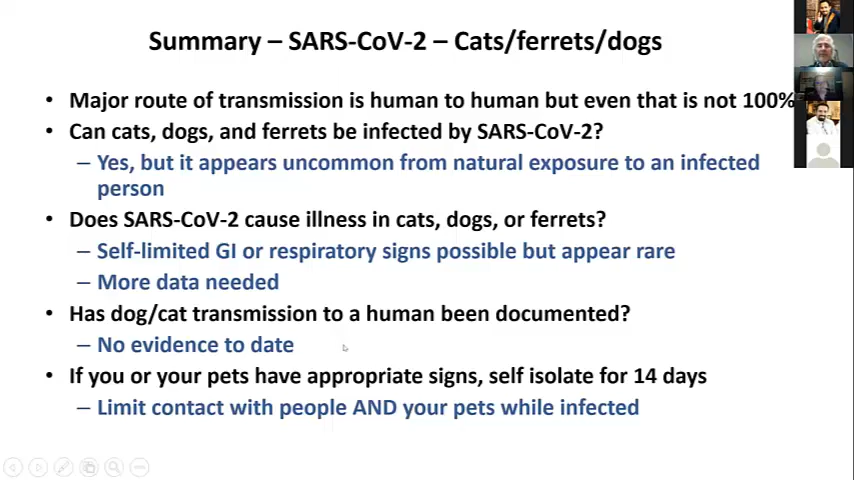 Summary – SARS-CoV-2 – Cats/ferrets/dogs
• Major route of transmission is human to human but even that is not 100%
• Can cats, dogs, and ferrets be infected by SARS-CoV-2?
– Yes, but it appears uncommon from natural exposure to an infected
person
• Does SARS-CoV-2 cause illness in cats, dogs, or ferrets?
– Self-limited GI or respiratory signs possible but appear rare
– More data needed
• Has dog/cat transmission to a human been documented?
– No evidence to date
• If you or your pets have appropriate signs, self isolate for 14 days
– Limit contact with people AND your pets while infected